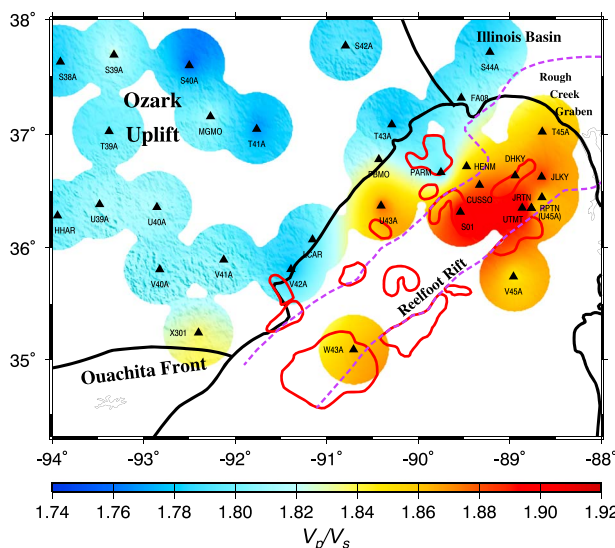 38°
37°
36°
35°
Illinois Basin
S42A
S39A
S38A
S40A
S44A
Rough
Creek
Graben
Ozark
Uplift
FA08
MGMO
T43A
T41A
T39A
T45A
PBMO
PARM
HENM
DHKY
JLKY
CUSSO
U39A
U40A
U43A
S01
JRTN
RPTN
(U45A)
UTMT
HHAR
LCAR
V41A
V40A
V42A
V45A
Reelfoot Rift
X301
W43A
Ouachita Front
-94° -93° -92° -91° -90° -89° -88°
1.74 1.76 1.78 1.80 1.82 1.84 1.86 1.88 1.90 1.92
Vp/Vs